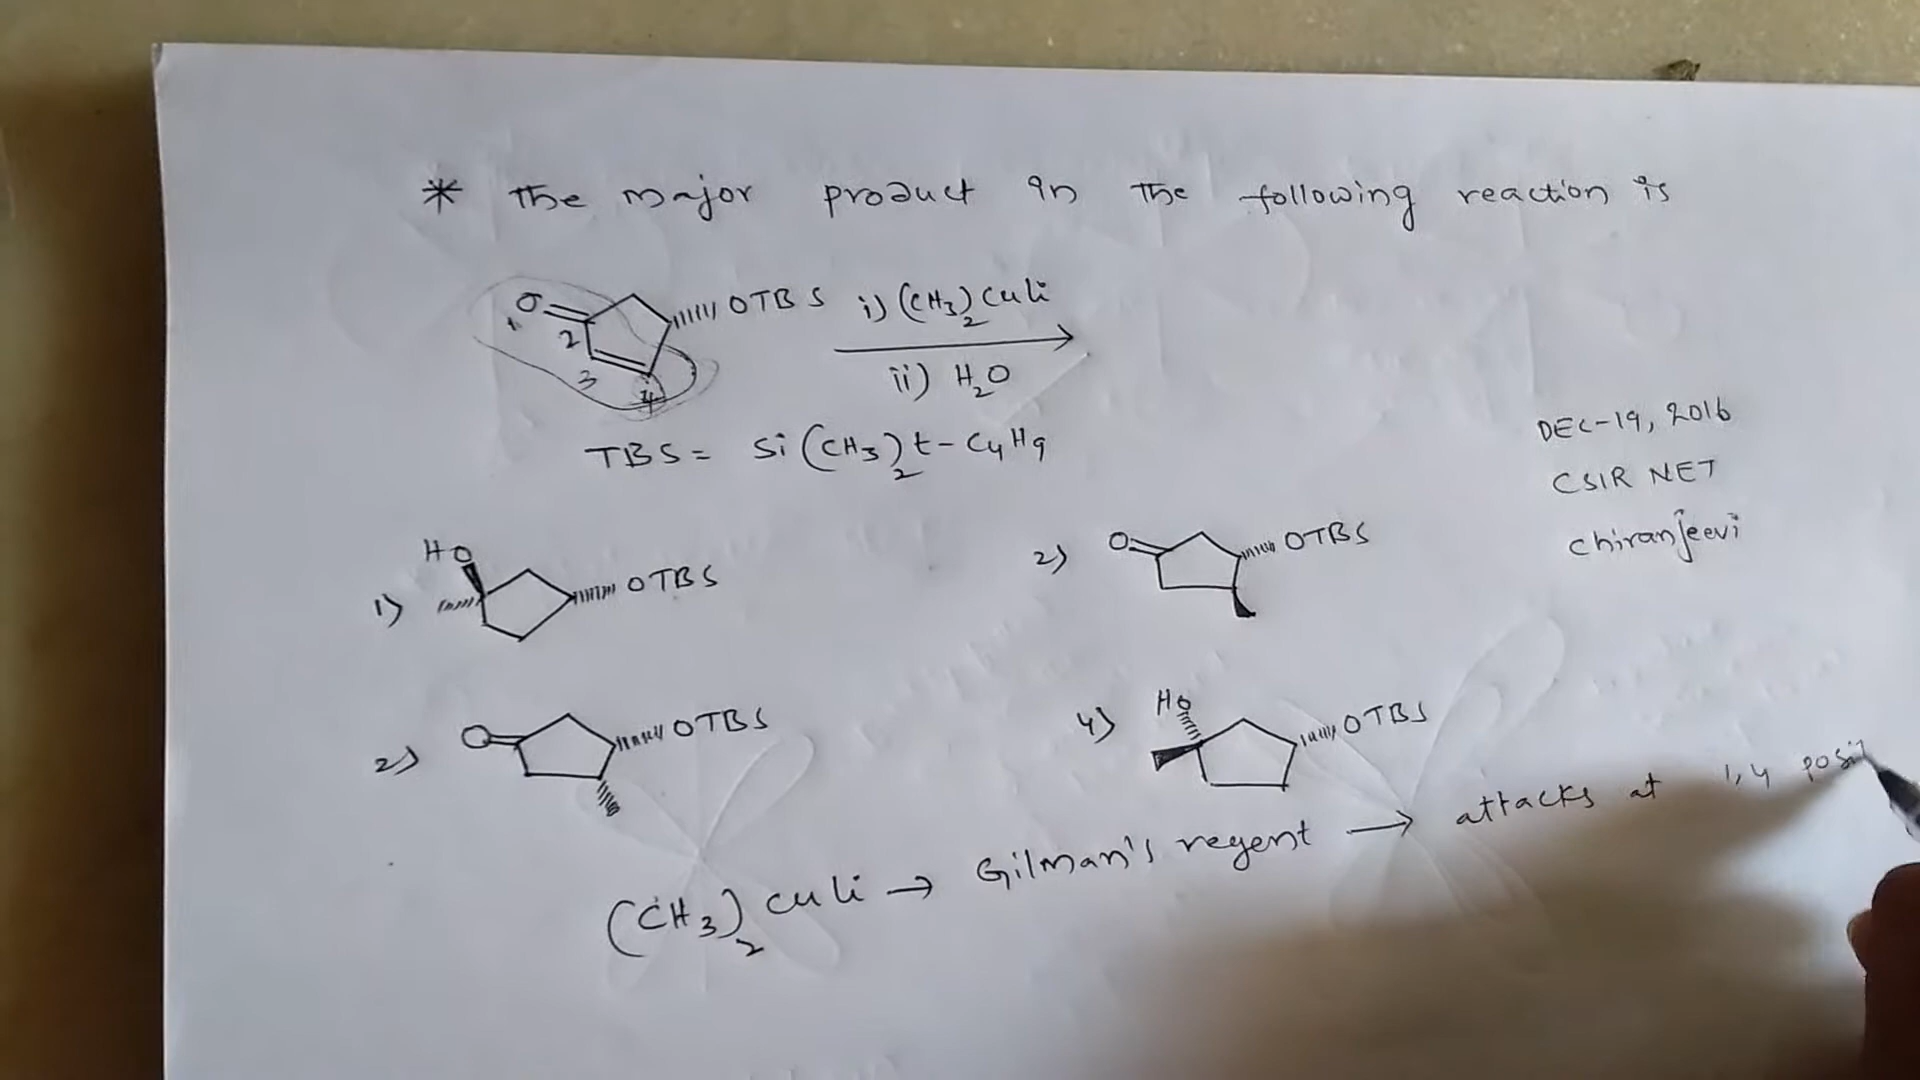 * The major product in the following reaction is
O
1
2
3
4
OTBS
i) (CH3)2 CuLi
ii) H2O
TBS = Si(CH3)2 t-C4H9
DEC-19, 2016
CSIR NET
Chiranjeevi
1) HO OTBS
2) O OTBS
2) O OTBS
4) HO OTBS
(CH3)2 CuLi → Gilman's regent → attacks at 1,4 posi